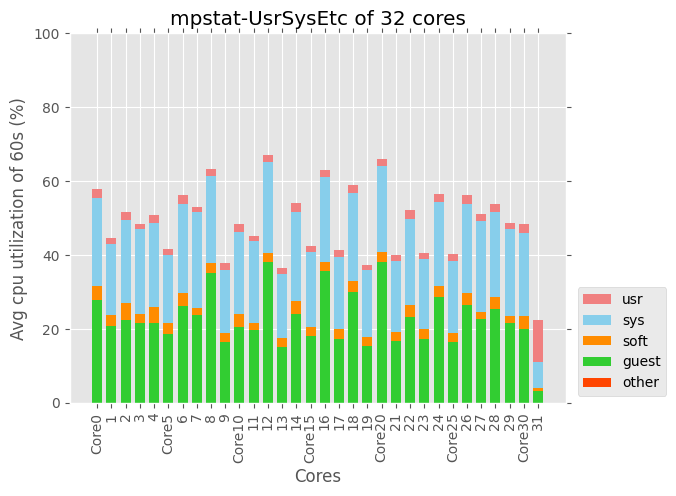 mpstat-UsrSysEtc of 32 cores
100
80
60
40
20
0
Avg cpu utilization of 60s (%)
Core0
1
2
3
4
Core5
6
7
8
9
Core10
11
12
13
14
Core15
16
17
18
19
Core20
21
22
23
24
Core25
26
27
28
29
Core30
31
Cores
usr
sys
soft
guest
other